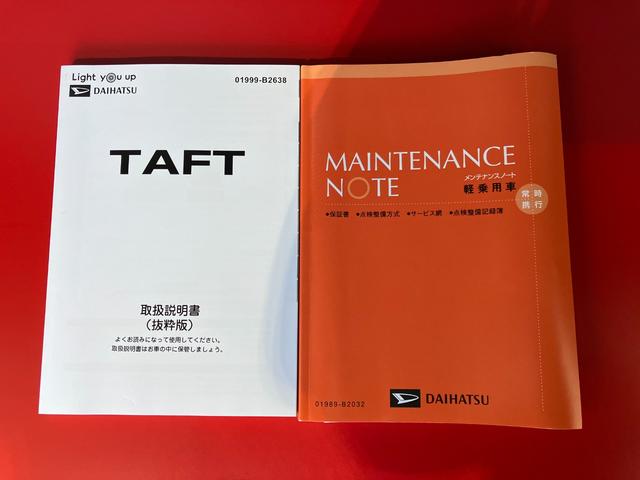 Light you up
DAIHATSU
01999-B2638
TAFT
取扱説明書
（抜粋版）
よくお読みになって使用してください。
取扱説明書はお車の中に保管しましょう。
MAINTENANCE
NOTE
メンテナンスノート
軽乗用車
常時
携行
●保証書 ●点検整備方式 ●サービス網 ●点検整備記録簿
01989-B2032
DAIHATSU